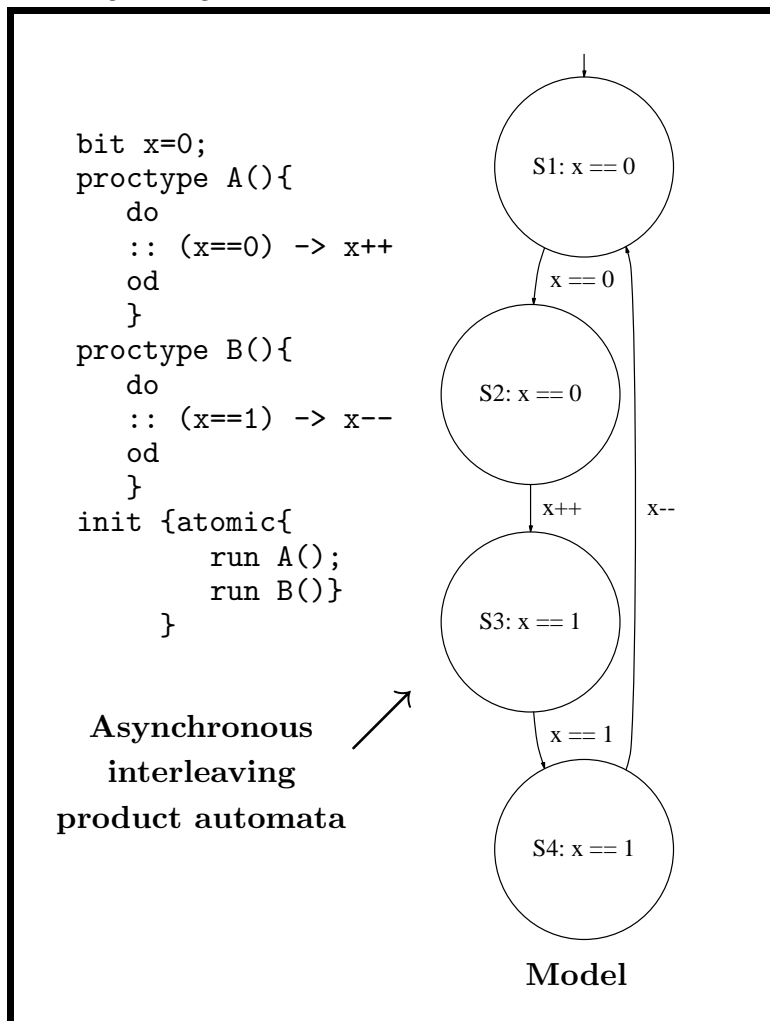 bit x=0;
proctype A(){
do
:: (x==0) -> x++
od
}
proctype B(){
do
:: (x==1) -> x--
od
}
init {atomic{
run A();
run B()}
}
Asynchronous
interleaving
product automata
S1: x == 0
x == 0
S2: x == 0
x++
x--
S3: x == 1
x == 1
S4: x == 1
Model